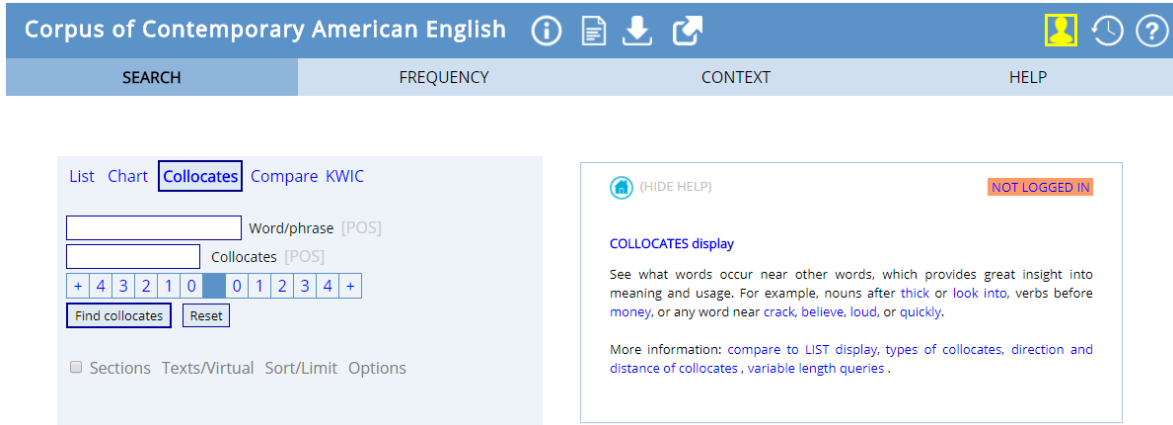 Corpus of Contemporary American English
SEARCH FREQUENCY CONTEXT HELP
List Chart Collocates Compare KWIC
Word/phrase [POS]
Collocates [POS]
+ 4 3 2 1 0 0 1 2 3 4 +
Find collocates Reset
Sections Texts/Virtual Sort/Limit Options
(HIDE HELP) NOT LOGGED IN
COLLOCATES display
See what words occur near other words, which provides great insight into
meaning and usage. For example, nouns after thick or look into, verbs before
money, or any word near crack, believe, loud, or quickly.
More information: compare to LIST display, types of collocates, direction and
distance of collocates , variable length queries .